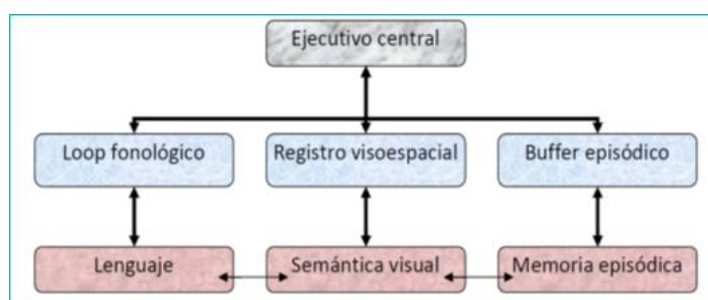 Ejecutivo central
Loop fonológico
Registro visoespacial
Buffer episódico
Lenguaje
Semántica visual
Memoria episódica